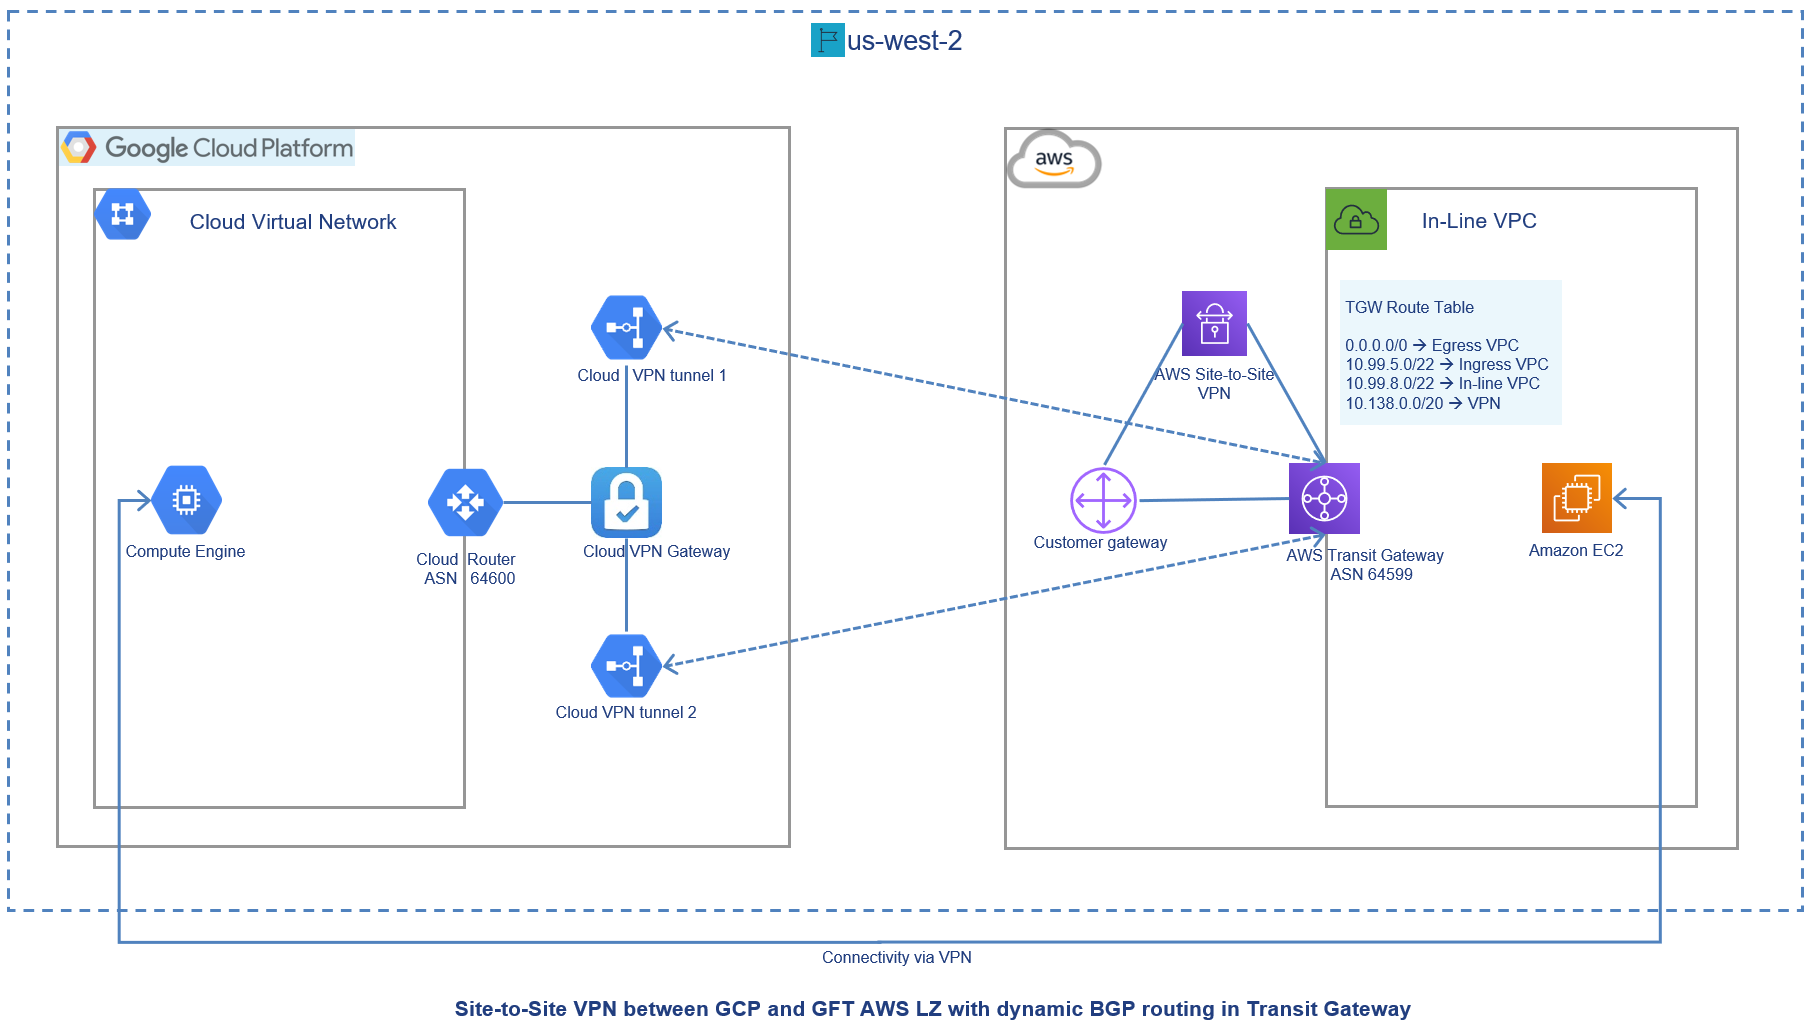 us-west-2
Google Cloud Platform
aws
Cloud Virtual Network
In-Line VPC
TGW Route Table
0.0.0.0/0 → Egress VPC
10.99.5.0/22 → Ingress VPC
10.99.8.0/22 → In-line VPC
10.138.0.0/20 → VPN
Cloud VPN tunnel 1
AWS Site-to-Site
VPN
Compute Engine
Cloud Router
ASN 64600
Cloud VPN Gateway
Customer gateway
AWS Transit Gateway
ASN 64599
Amazon EC2
Cloud VPN tunnel 2
Connectivity via VPN
Site-to-Site VPN between GCP and GFT AWS LZ with dynamic BGP routing in Transit Gateway